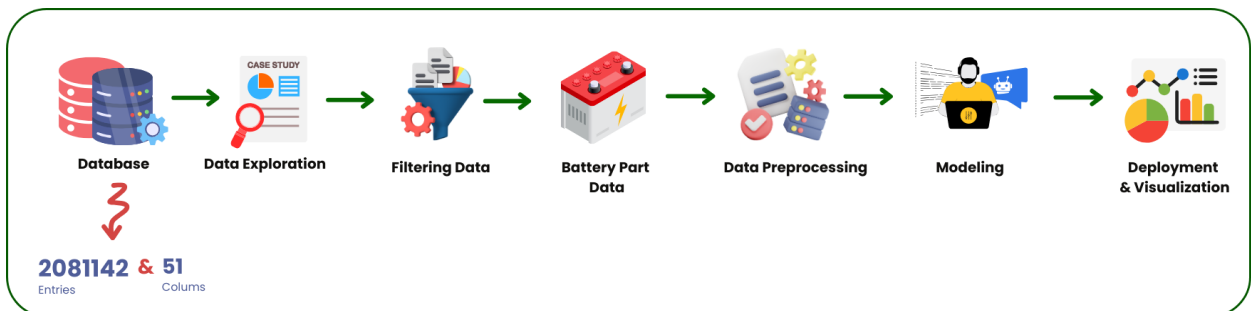 CASE STUDY
Database
Data Exploration
Filtering Data
Battery Part
Data
Data Preprocessing
Modeling
Deployment
& Visualization
2081142 & 51
Entries
Colums